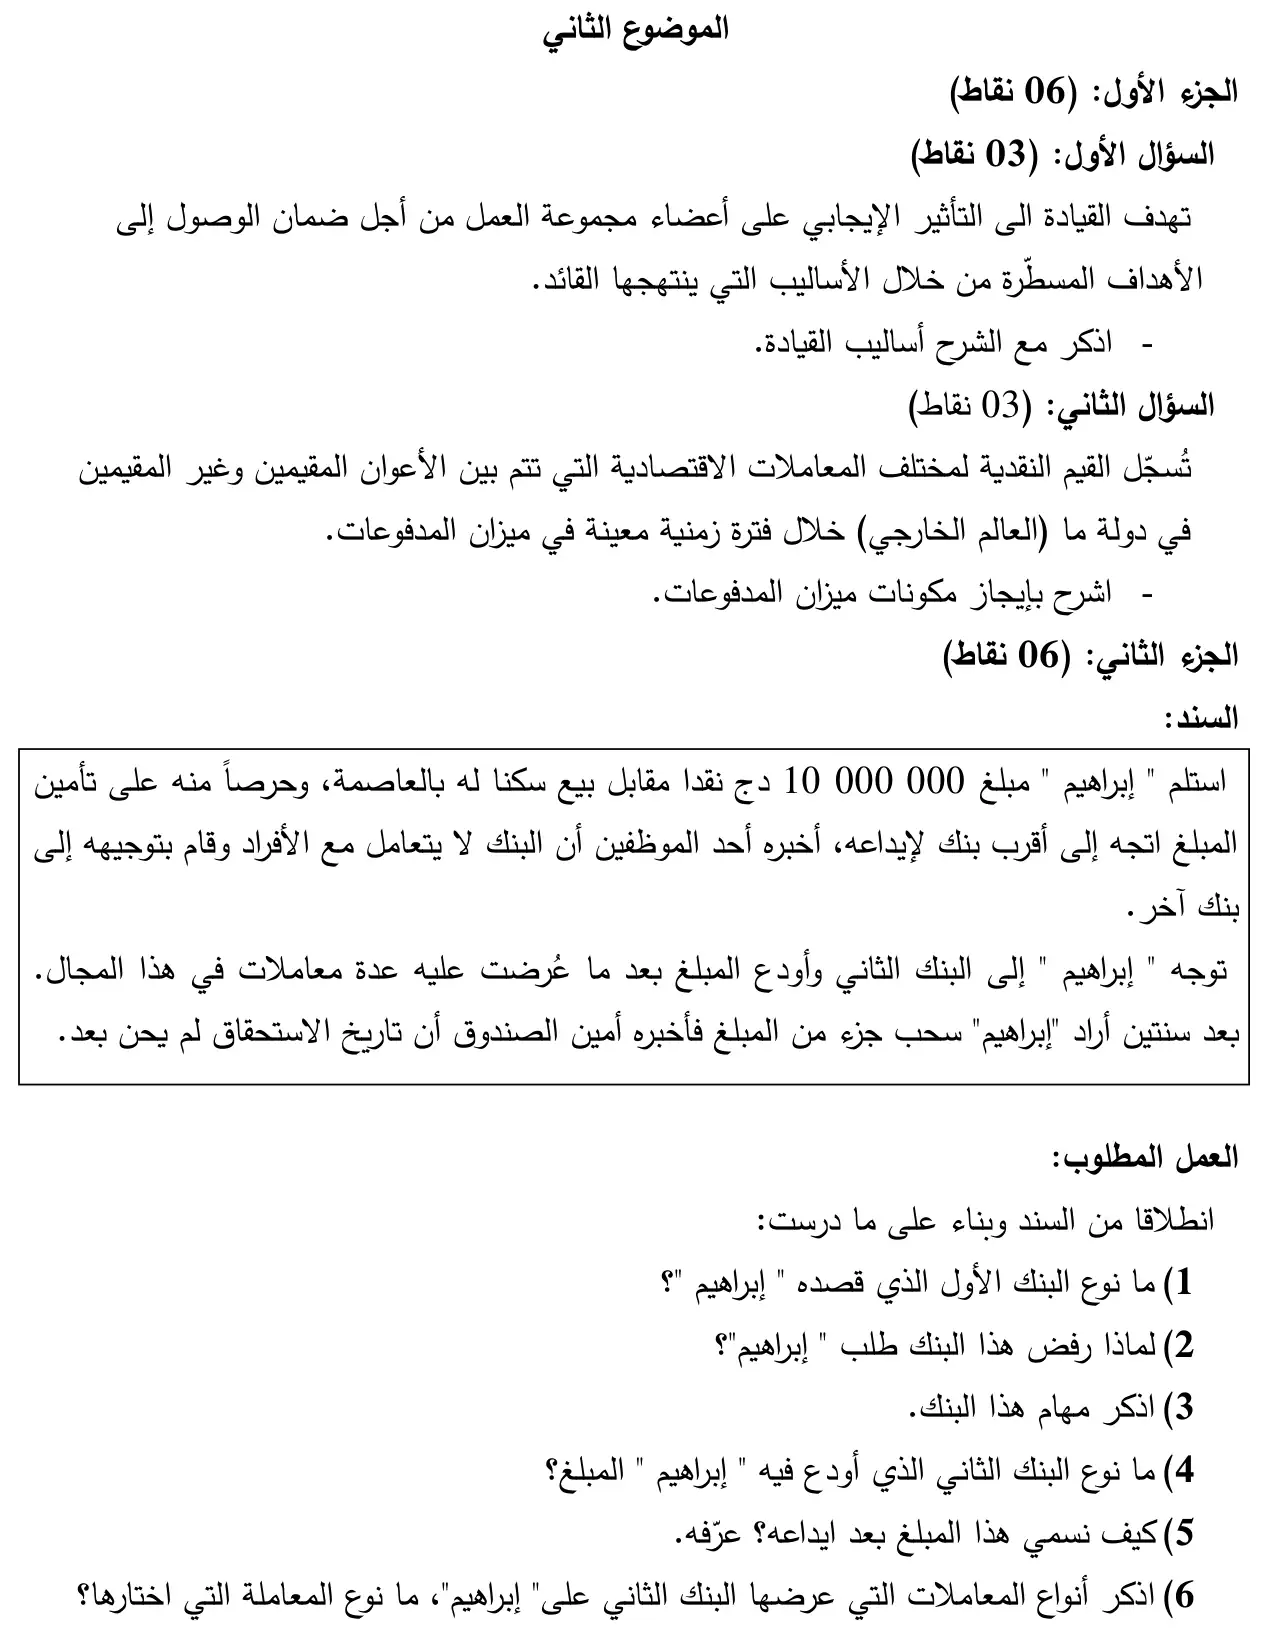 الموضوع الثاني
الجزء الأول: (06 نقاط)
السؤال الأول: (03 نقاط)
تهدف القيادة الى التأثير الإيجابي على أعضاء مجموعة العمل من أجل ضمان الوصول إلى
الأهداف المسطّرة من خلال الأساليب التي ينتهجها القائد.
- اذكر مع الشرح أساليب القيادة.
السؤال الثاني: (03 نقاط)
تُسجّل القيم النقدية لمختلف المعاملات الاقتصادية التي تتم بين الأعوان المقيمين وغير المقيمين
في دولة ما (العالم الخارجي) خلال فترة زمنية معينة في ميزان المدفوعات.
- اشرح بإيجاز مكونات ميزان المدفوعات.
الجزء الثاني: (06 نقاط)
السند:
استلم " إبراهيم " مبلغ 000 000 10 دج نقدا مقابل بيع سكنا له بالعاصمة، وحرصاً منه على تأمين
المبلغ اتجه إلى أقرب بنك لإيداعه، أخبره أحد الموظفين أن البنك لا يتعامل مع الأفراد وقام بتوجيهه إلى
بنك آخر.
توجه " إبراهيم " إلى البنك الثاني وأودع المبلغ بعد ما عُرضت عليه عدة معاملات في هذا المجال.
بعد سنتين أراد "إبراهيم" سحب جزء من المبلغ فأخبره أمين الصندوق أن تاريخ الاستحقاق لم يحن بعد.
العمل المطلوب:
انطلاقا من السند وبناء على ما درست:
1) ما نوع البنك الأول الذي قصده " إبراهيم "؟
2) لماذا رفض هذا البنك طلب " إبراهيم"؟
3) اذكر مهام هذا البنك.
4) ما نوع البنك الثاني الذي أودع فيه " إبراهيم " المبلغ؟
5) كيف نسمي هذا المبلغ بعد ايداعه؟ عرّفه.
6) اذكر أنواع المعاملات التي عرضها البنك الثاني على" إبراهيم"، ما نوع المعاملة التي اختارها؟